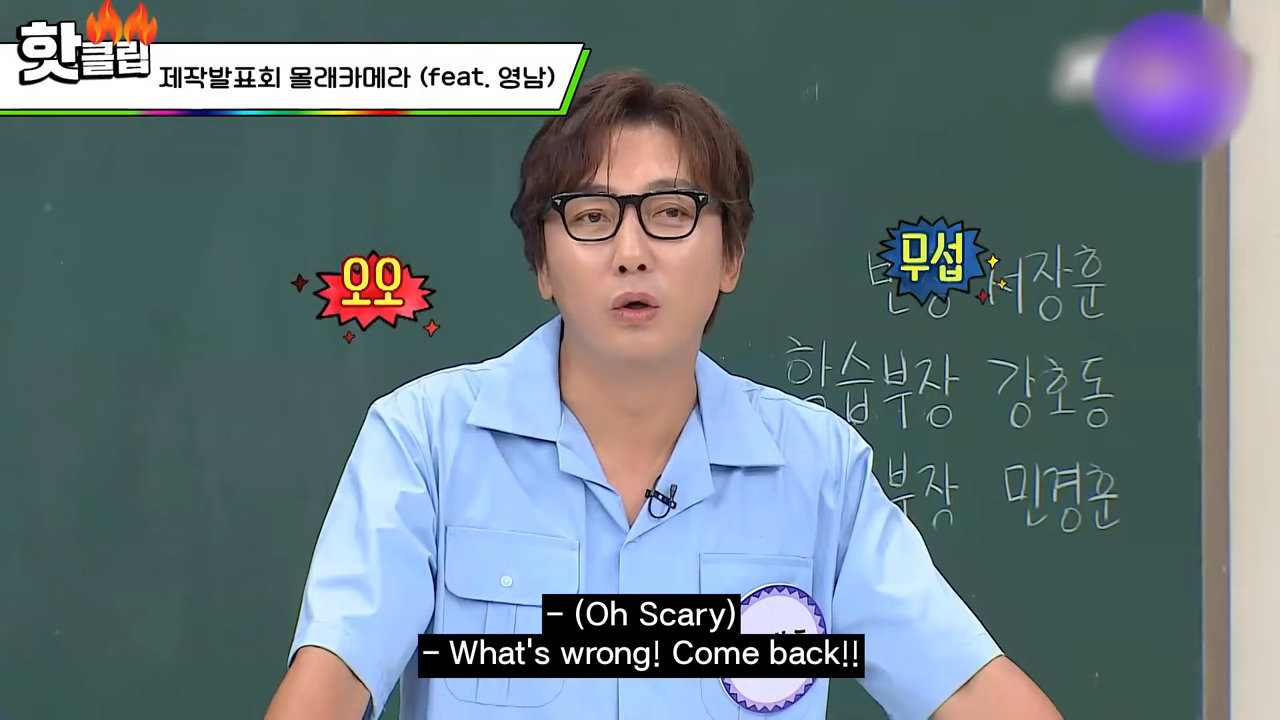 핫클립
제작발표회 몰래카메라 (feat. 영남)
오오
무섭
서장훈
학습부장 강호동
부장 민경훈
- (Oh Scary)
- What's wrong! Come back!!